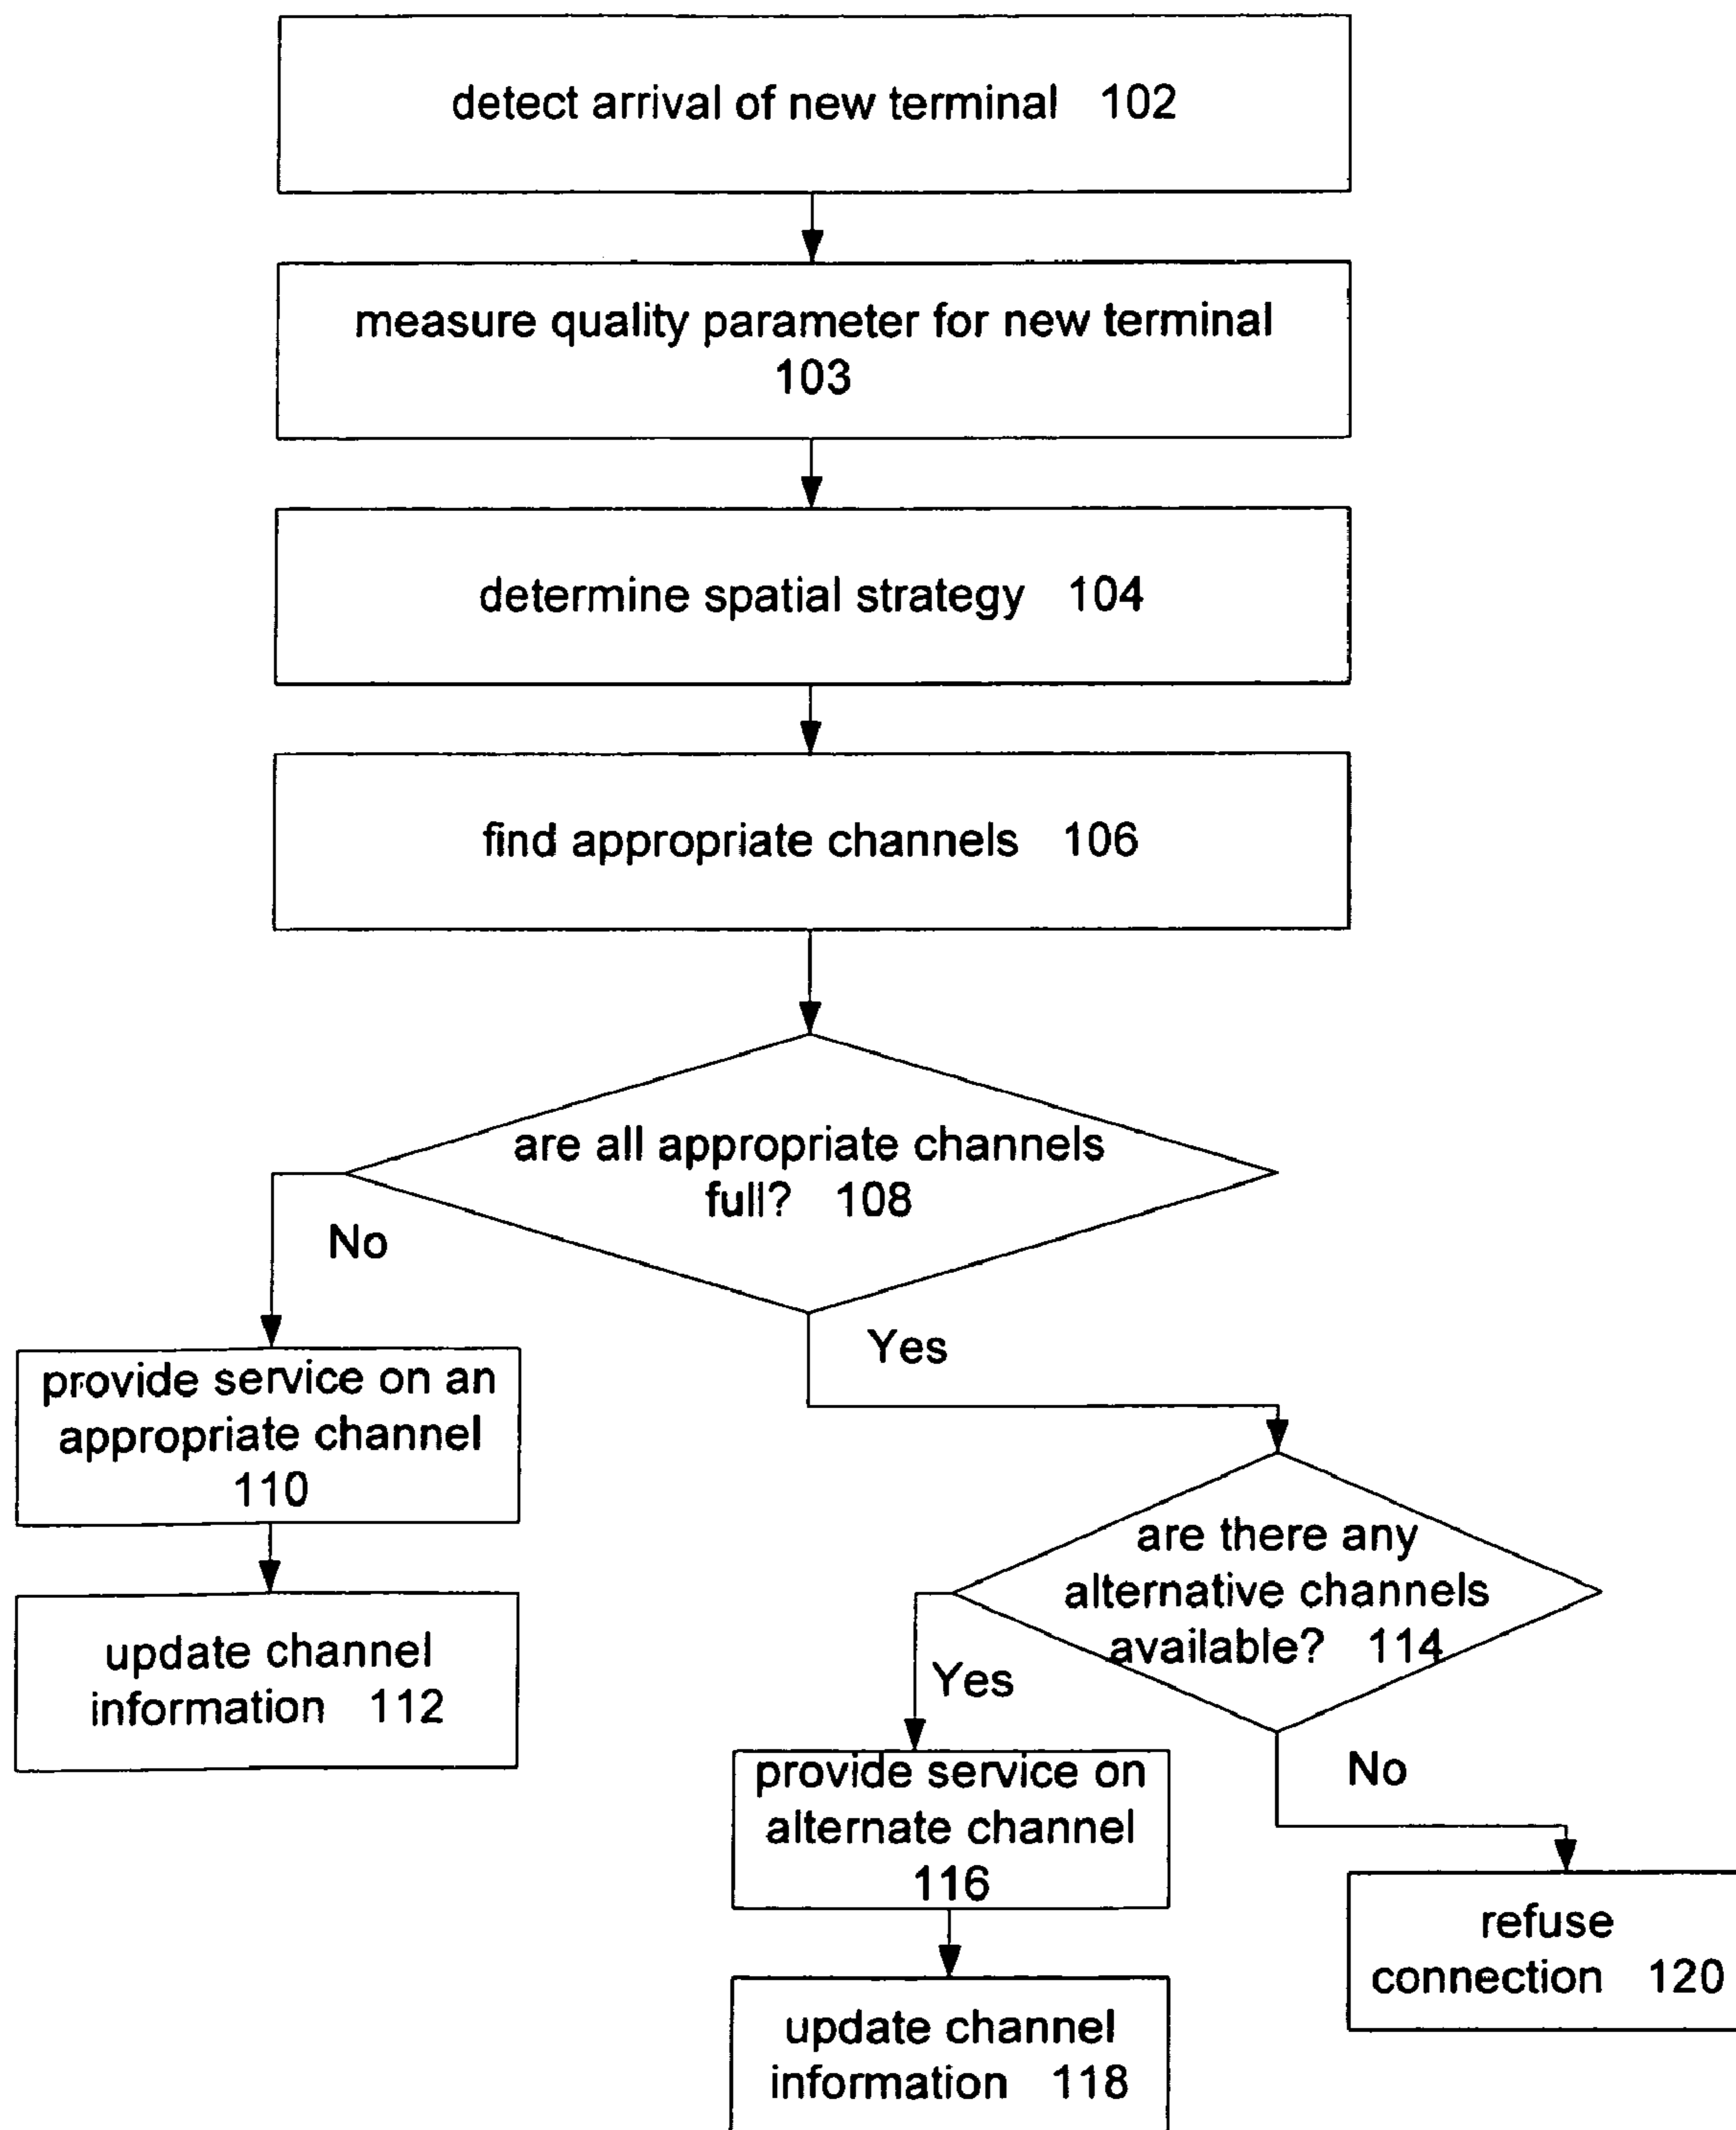 detect arrival of new terminal 102
measure quality parameter for new terminal
103
determine spatial strategy 104
find appropriate channels 106
are all appropriate channels
full? 108
No
Yes
provide service on an
appropriate channel
110
update channel
information 112
are there any
alternative channels
available? 114
Yes
No
provide service on
alternate channel
116
update channel
information 118
refuse
connection 120